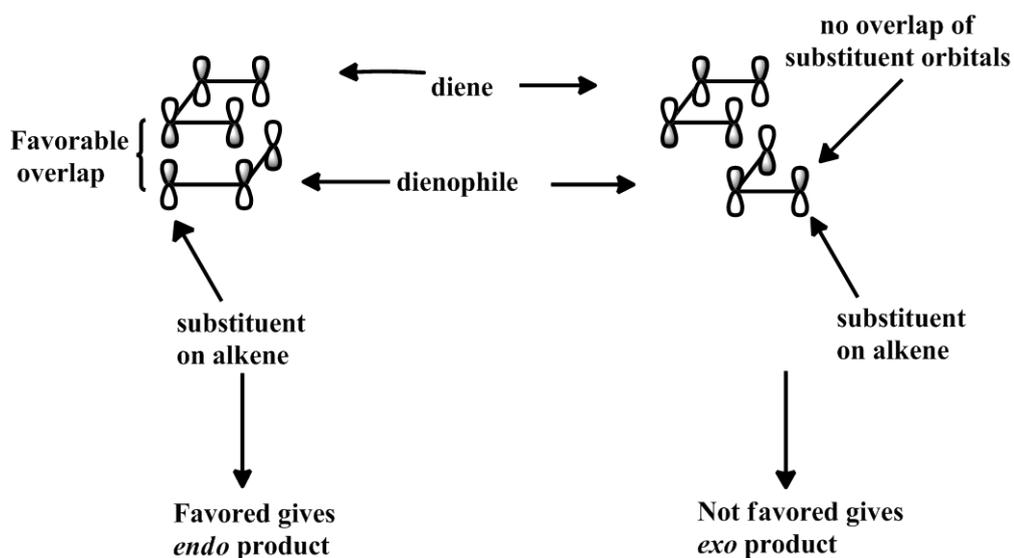 no overlap of
substituent orbitals
diene
Favorable
overlap
dienophile
substituent
on alkene
substituent
on alkene
Favored gives
endo product
Not favored gives
exo product